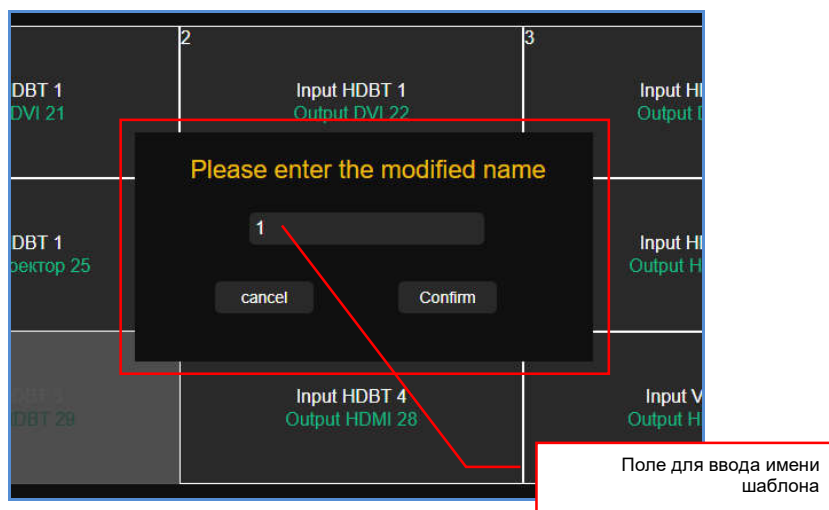 2
3
DBT 1
DVI 21
Input HDBT 1
Output DVI 22
Input
Output
Please enter the modified name
1
DBT 1
25
Input
Output
cancel
Confirm
DBT 29
Input HDBT 4
Output HDMI 28
Input
Output
Поле для ввода имени
шаблона